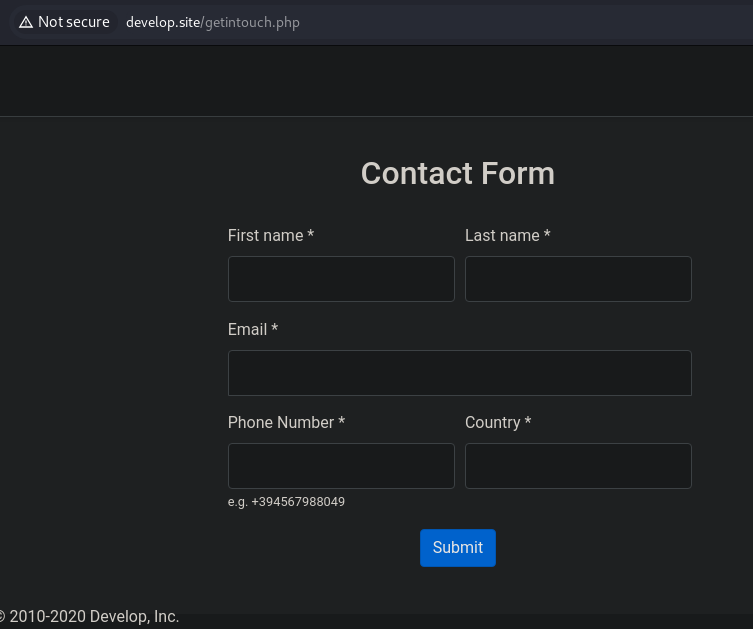 Not secure develop.site/getintouch.php
Contact Form
First name * Last name *
Email *
Phone Number * Country *
e.g. +394567988049
Submit
© 2010-2020 Develop, Inc.